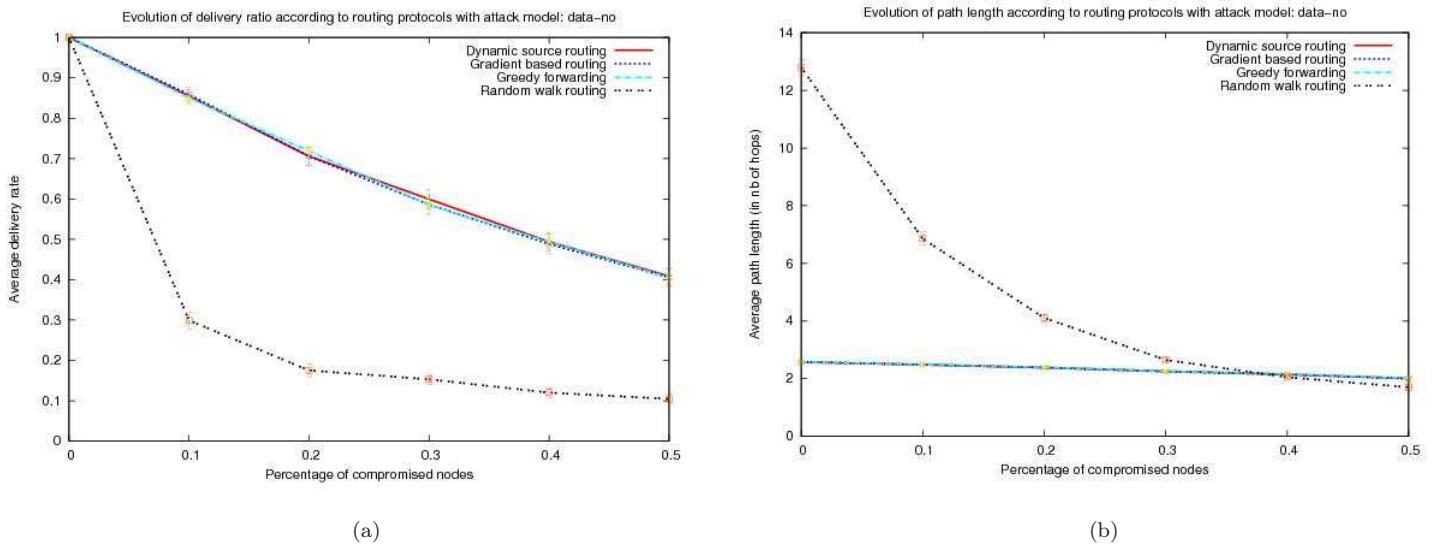 Evolution of delivery ratio according to routing protocols with attack model: data-no
1
0.9
0.8
0.7
0.6
0.5
0.4
0.3
0.2
0.1
0
Average delivery rate
Dynamic source routing
Gradient based routing
Greedy forwarding
Random walk routing
0 0.1 0.2 0.3 0.4 0.5
Percentage of compromised nodes
(a)
Evolution of path length according to routing protocols with attack model: data-no
14
12
10
8
6
4
2
0
Average path length (in nb of hops)
Dynamic source routing
Gradient based routing
Greedy forwarding
Random walk routing
0 0.1 0.2 0.3 0.4 0.5
Percentage of compromised nodes
(b)